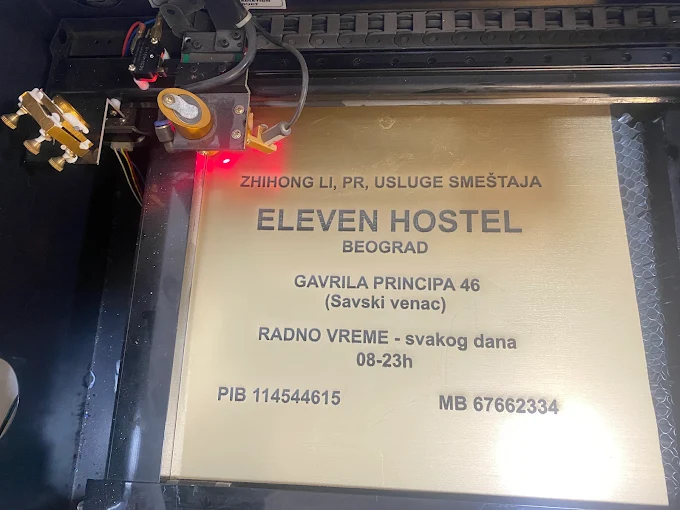 ZHIHONG LI, PR, USLUGE SMEŠTAJA
ELEVEN HOSTEL
BEOGRAD
GAVRILA PRINCIPA 46
(Savski venac)
RADNO VREME - svakog dana
08-23h
PIB 114544615 MB 67662334